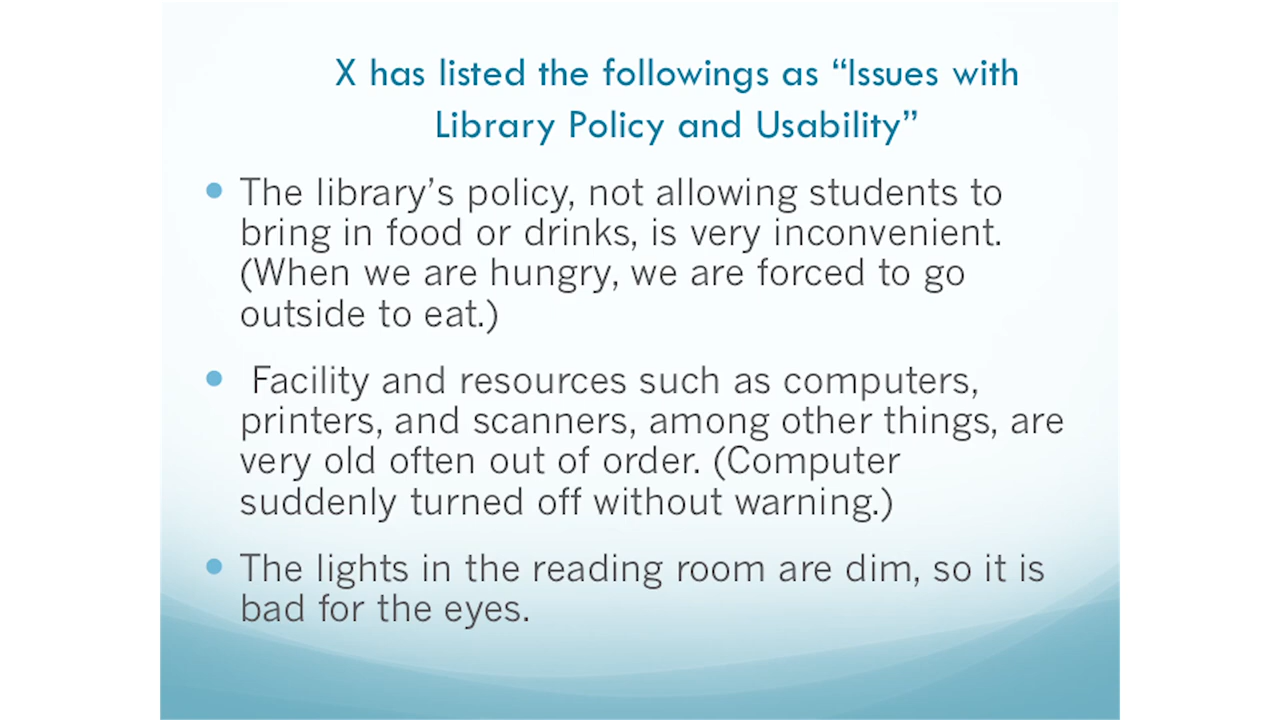 X has listed the followings as “Issues with
Library Policy and Usability”
The library’s policy, not allowing students to
bring in food or drinks, is very inconvenient.
(When we are hungry, we are forced to go
outside to eat.)
Facility and resources such as computers,
printers, and scanners, among other things, are
very old often out of order. (Computer
suddenly turned off without warning.)
The lights in the reading room are dim, so it is
bad for the eyes.